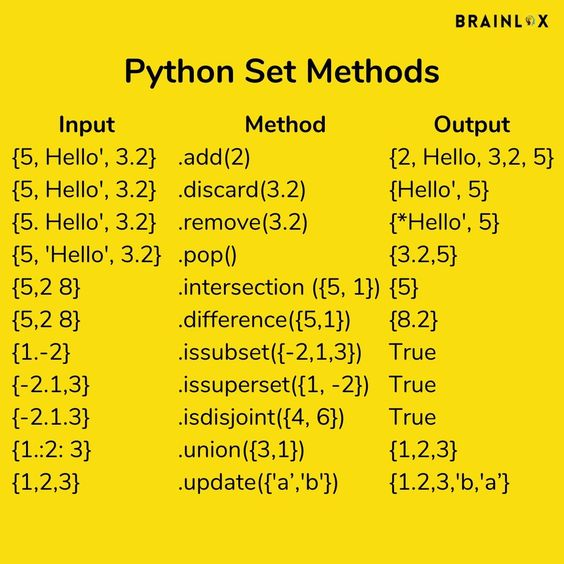 BRAINLOX
Python Set Methods
Input Method Output
{5, Hello', 3.2} .add(2) {2, Hello, 3,2, 5}
{5, Hello', 3.2} .discard(3.2) {Hello', 5}
{5. Hello', 3.2} .remove(3.2) {*Hello', 5}
{5, 'Hello', 3.2} .pop() {3.2,5}
{5,2 8} .intersection ({5, 1}) {5}
{5,2 8} .difference({5,1}) {8.2}
{1.-2} .issubset({-2,1,3}) True
{-2.1,3} .issuperset({1, -2}) True
{-2.1.3} .isdisjoint({4, 6}) True
{1.:2: 3} .union({3,1}) {1,2,3}
{1,2,3} .update({'a’,'b'}) {1.2,3,'b,'a’}